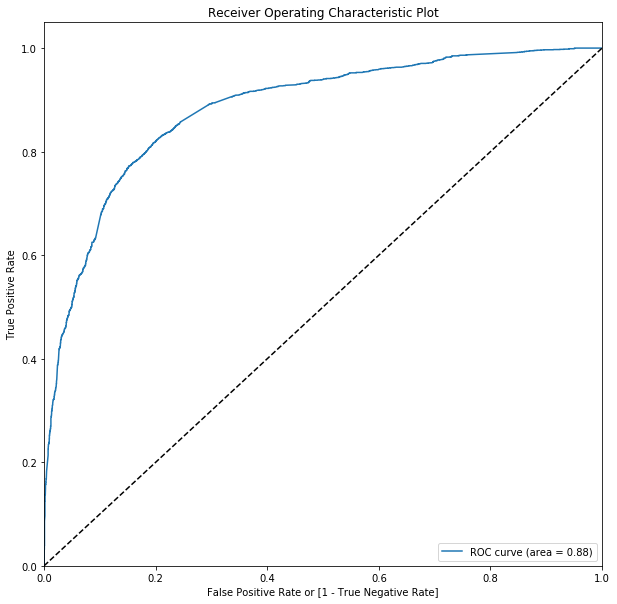 Receiver Operating Characteristic Plot
1.0
0.8
0.6
0.4
0.2
0.0
True Positive Rate
ROC curve (area = 0.88)
0.0 0.2 0.4 0.6 0.8 1.0
False Positive Rate or [1 - True Negative Rate]